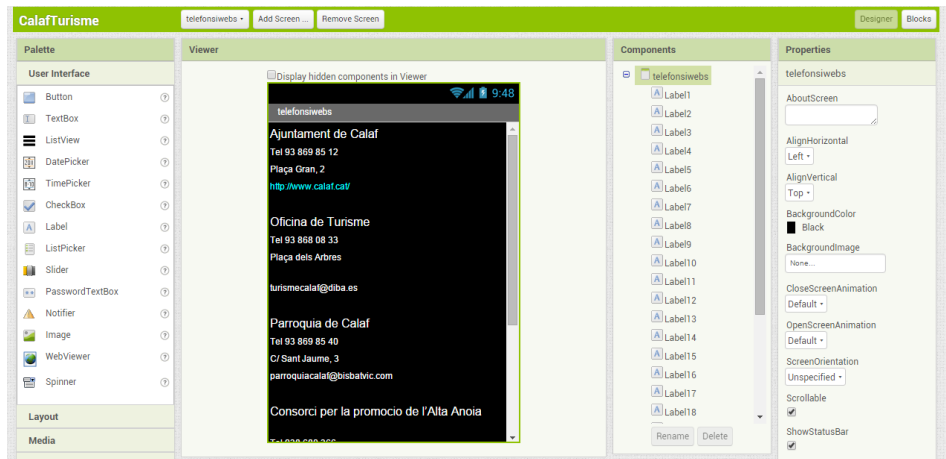 CalafTurisme
telefonsiwebs
Add Screen ...
Remove Screen
Designer
Blocks
Palette
User Interface
Button
TextBox
ListView
DatePicker
TimePicker
CheckBox
Label
ListPicker
Slider
PasswordTextBox
Notifier
Image
WebViewer
Spinner
Layout
Media
Viewer
Display hidden components in Viewer
9:48
telefonsiwebs
Ajuntament de Calaf
Tel 93 869 85 12
Plaça Gran, 2
http://www.calaf.cat/
Oficina de Turisme
Tel 93 868 08 33
Plaça dels Arbres
turismecalaf@diba.es
Parroquia de Calaf
Tel 93 869 85 40
C/ Sant Jaume, 3
parroquiacalaf@bisbatvic.com
Consorci per la promocio de l'Alta Anoia
Components
telefonsiwebs
Label1
Label2
Label3
Label4
Label5
Label6
Label7
Label8
Label9
Label10
Label11
Label12
Label13
Label14
Label15
Label16
Label17
Label18
Rename
Delete
Properties
telefonsiwebs
AboutScreen
AlignHorizontal
Left
AlignVertical
Top
BackgroundColor
Black
BackgroundImage
None...
CloseScreenAnimation
Default
OpenScreenAnimation
Default
ScreenOrientation
Unspecified
Scrollable
ShowStatusBar